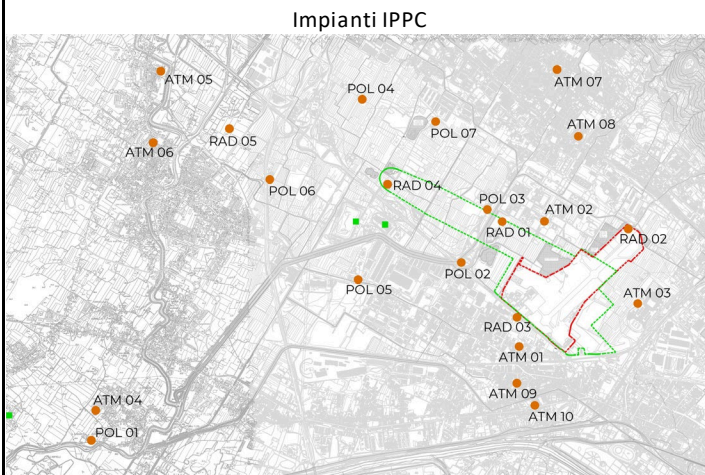 Impianti IPPC
ATM 05
ATM 07
POL 04
POL 07
ATM 08
RAD 05
ATM 06
RAD 04
POL 06
POL 03
ATM 02
RAD 01
RAD 02
POL 02
POL 05
ATM 03
RAD 03
ATM 01
ATM 09
ATM 04
ATM 10
POL 01